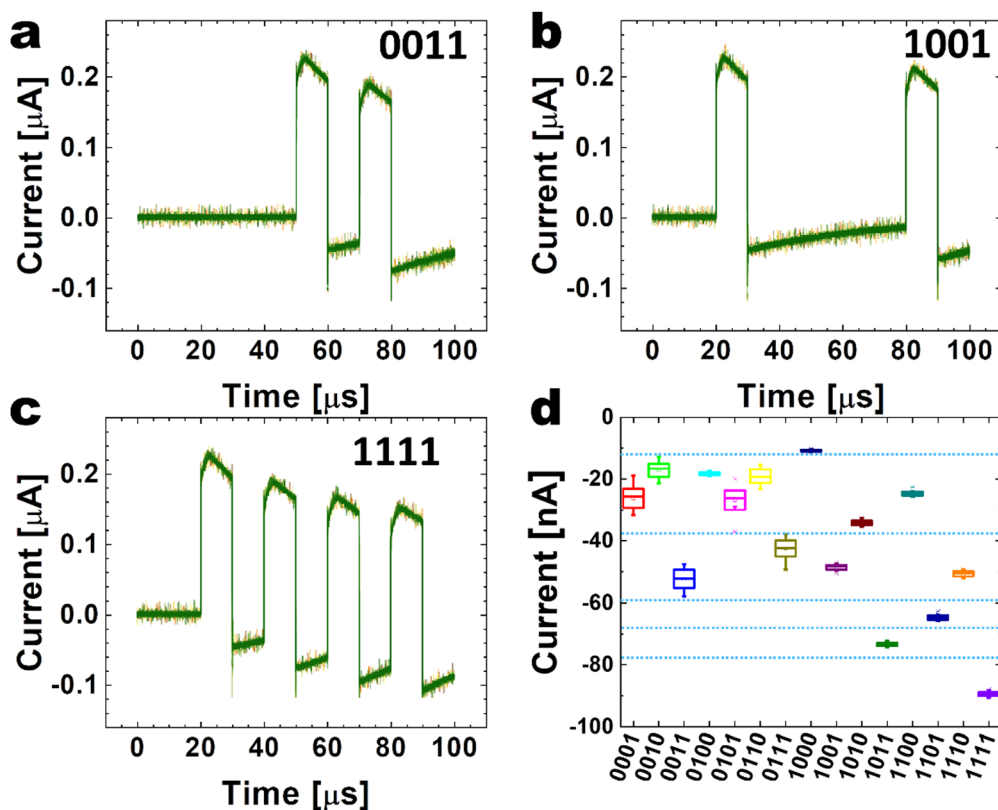 a
0011
Current [μA]
0.2
0.1
0.0
-0.1
0 20 40 60 80 100
Time [μs]
b
1001
Current [μA]
0.2
0.1
0.0
-0.1
0 20 40 60 80 100
Time [μs]
c
1111
Current [μA]
0.2
0.1
0.0
-0.1
0 20 40 60 80 100
Time [μs]
d
Current [nA]
-0
-20
-40
-60
-80
-100
0001 0010 0011 0100 0101 0110 0111 1000 1001 1010 1011 1100 1101 1110 1111